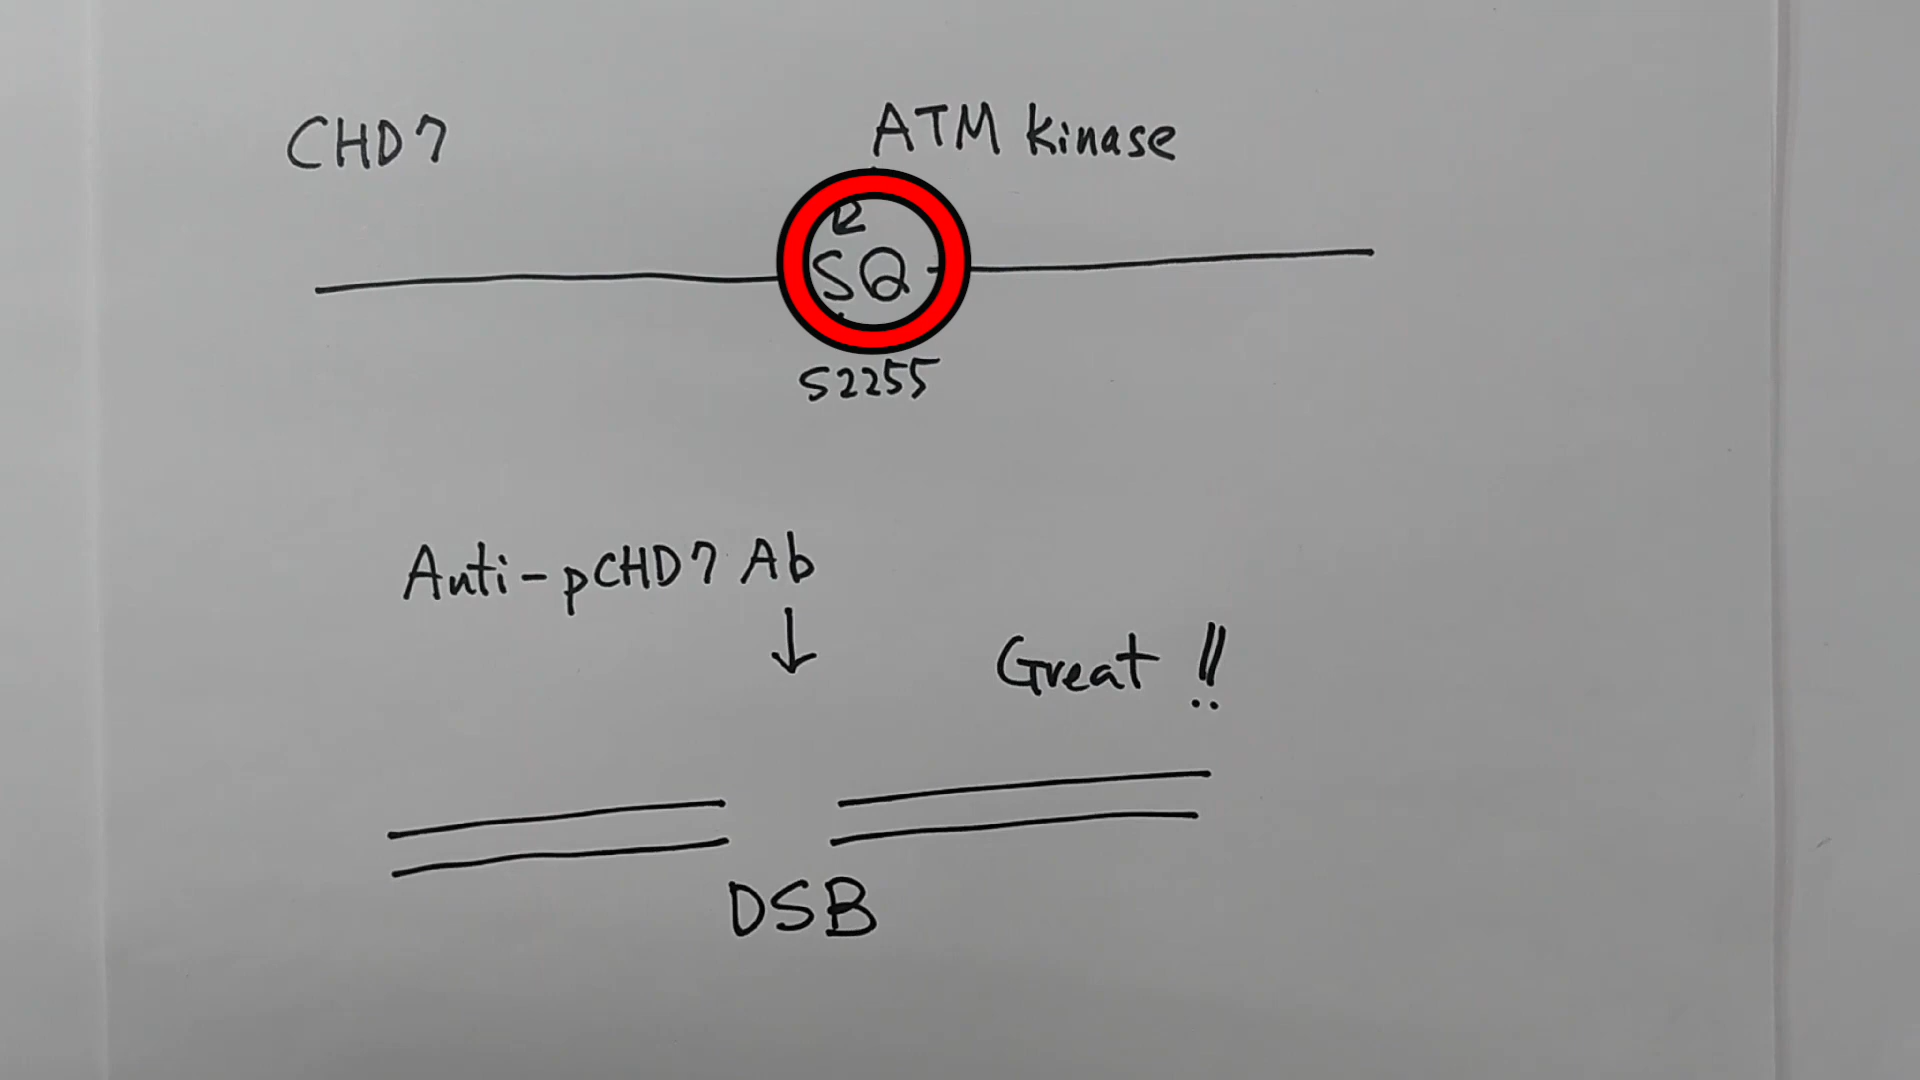 CHD7
ATM kinase
SQ
S2255
Anti-pCHD7 Ab
Great!!
DSB